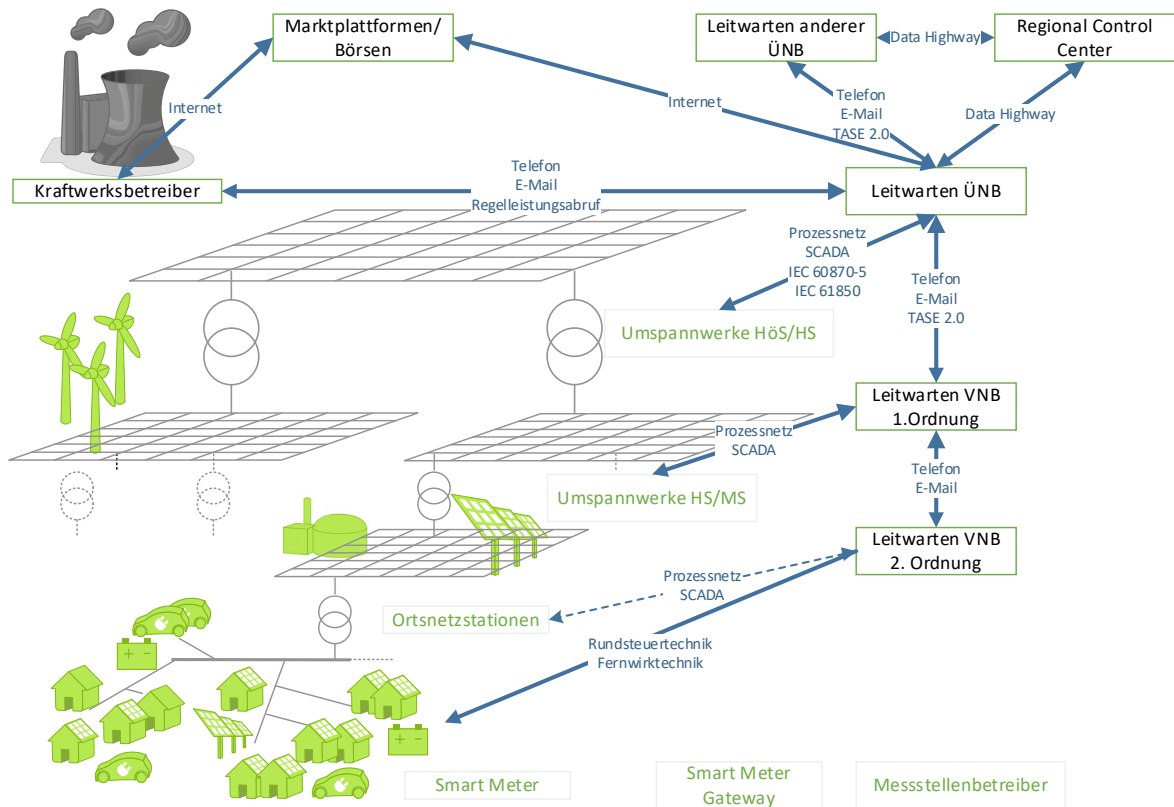 Marktplattformen/
Börsen
Leitwarten anderer
ÜNB
Data Highway
Regional Control
Center
Internet
Internet
Telefon
E-Mail
TASE 2.0
Data Highway
Kraftwerksbetreiber
Telefon
E-Mail
Regelleistungsabruf
Leitwarten ÜNB
Prozessnetz
SCADA
IEC 60870-5
IEC 61850
Telefon
E-Mail
TASE 2.0
Umspannwerke HöS/HS
Leitwarten VNB
1.Ordnung
Prozessnetz
SCADA
Telefon
E-Mail
Umspannwerke HS/MS
Leitwarten VNB
2. Ordnung
Prozessnetz
SCADA
Ortsnetzstationen
Rundsteuertechnik
Fernwirktechnik
Smart Meter
Smart Meter
Gateway
Messstellenbetreiber